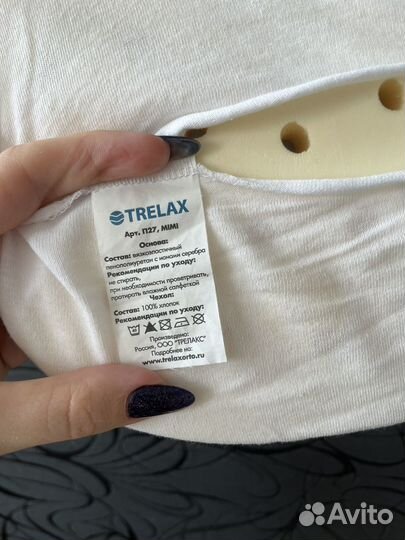 TRELAX
Арт. П27, MIMI
Основа:
Состав: вязкоэластичный
пенополиуретан с ионами серебра
Рекомендации по уходу:
не стирать,
при необходимости проветривать,
протирать влажной салфеткой
Чехол:
Состав: 100% хлопок
Рекомендации по уходу:
Произведено:
Россия, ООО "ТРЕЛАКС"
Подробнее на:
www.trelaxorto.ru
Avito